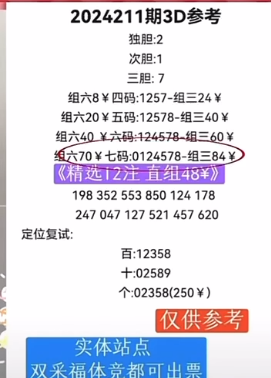 2024211期3D参考
独胆:2
次胆:1
三胆: 7
组六8￥四码:1257-组三24￥
组六20￥五码:12578-组三40￥
组六40 ￥六码:124578-组三60￥
组六70￥七码:0124578-组三84￥
《精选12注 直组48¥》
198 352 553 850 124 178
247 047 127 521 457 620
定位复试:
百:12358
十:02589
个:02358(250￥)
仅供参考
实体站点
双采福体竞都可出票